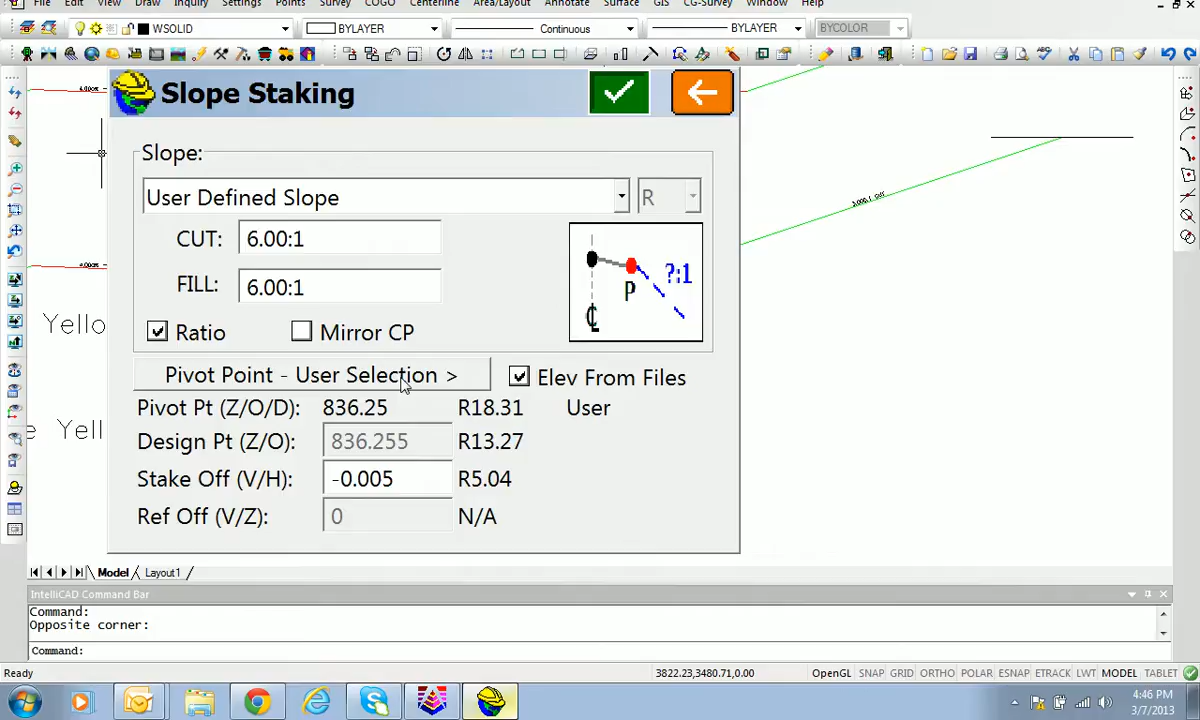 File Edit View Draw Inquiry Settings Points Survey COGO Centerline Area/Layout Annotate Surface GIS CG-Survey Window Help
WSOLID BYLAYER Continuous BYLAYER BYCOLOR
Slope Staking
Slope:
User Defined Slope R
CUT: 6.00:1
FILL: 6.00:1
?:1
P
Ratio Mirror CP
Pivot Point - User Selection > Elev From Files
Pivot Pt (Z/O/D): 836.25 R18.31 User
Design Pt (Z/O): 836.255 R13.27
Stake Off (V/H): -0.005 R5.04
Ref Off (V/Z): 0 N/A
Yello
e Yell
Model Layout1
IntelliCAD Command Bar
Command:
Opposite corner:
Command:
Ready 3822.23,3480.71,0.00 OpenGL SNAP GRID ORTHO POLAR ESNAP ETRACK LWT MODEL TABLET
4:46 PM
3/7/2013